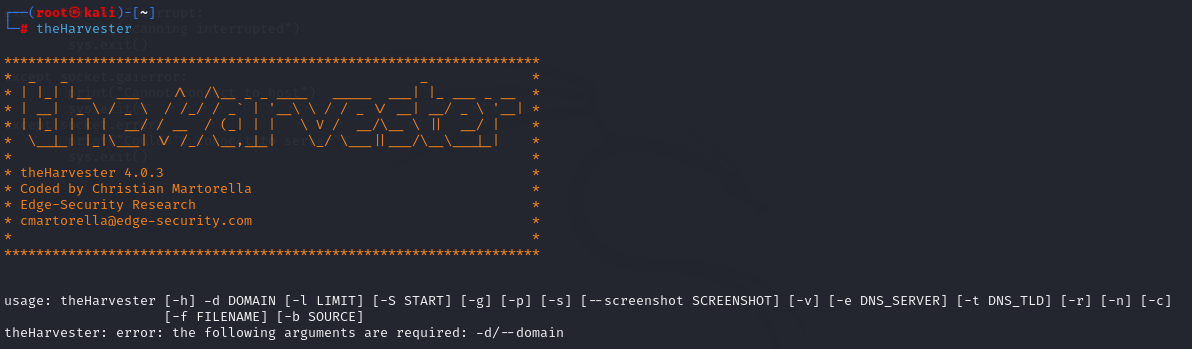 ┌──(root㉿kali)-[~]
└─# theHarvester
*******************************************************************
*  _   _                                            _             *
* | |_| |__   ___    /\  /\__ _ _ ____   _____  ___| |_ ___ _ __  *
* | __|  _ \ / _ \  / /_/ / _` | '__\ \ / / _ \/ __| __/ _ \ '__| *
* | |_| | | |  __/ / __  / (_| | |   \ V /  __/\__ \ ||  __/ |    *
*  \__|_| |_|\___| \/ /_/ \__,_|_|    \_/ \___||___/\__\___|_|    *
*                                                                 *
* theHarvester 4.0.3                                              *
* Coded by Christian Martorella                                   *
* Edge-Security Research                                          *
* cmartorella@edge-security.com                                   *
*                                                                 *
*******************************************************************
usage: theHarvester [-h] -d DOMAIN [-l LIMIT] [-S START] [-g] [-p] [-s] [--screenshot SCREENSHOT] [-v] [-e DNS_SERVER] [-t DNS_TLD] [-r] [-n] [-c]
                    [-f FILENAME] [-b SOURCE]
theHarvester: error: the following arguments are required: -d/--domain